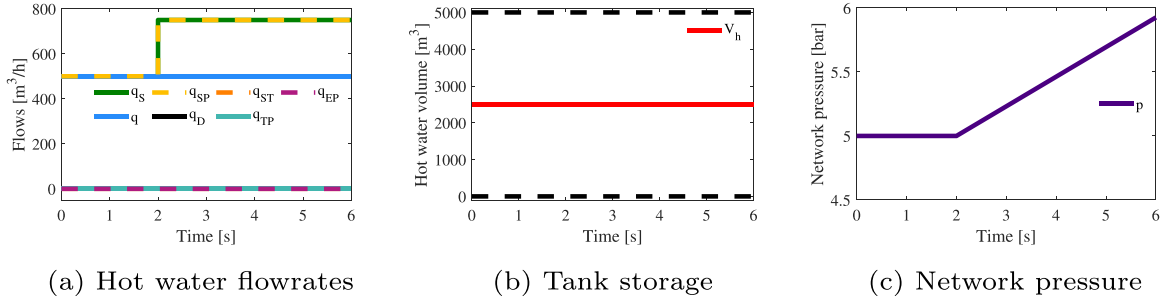 800
600
400
200
0
Flows [m³/h]
q_S q_SP q_ST q_EP
q q_D q_TP
0 1 2 3 4 5 6
Time [s]
(a) Hot water flowrates
5000
4000
3000
2000
1000
0
Hot water volume [m³]
V_h
0 1 2 3 4 5 6
Time [s]
(b) Tank storage
6
5.5
5
4.5
Network pressure [bar]
p
0 1 2 3 4 5 6
Time [s]
(c) Network pressure